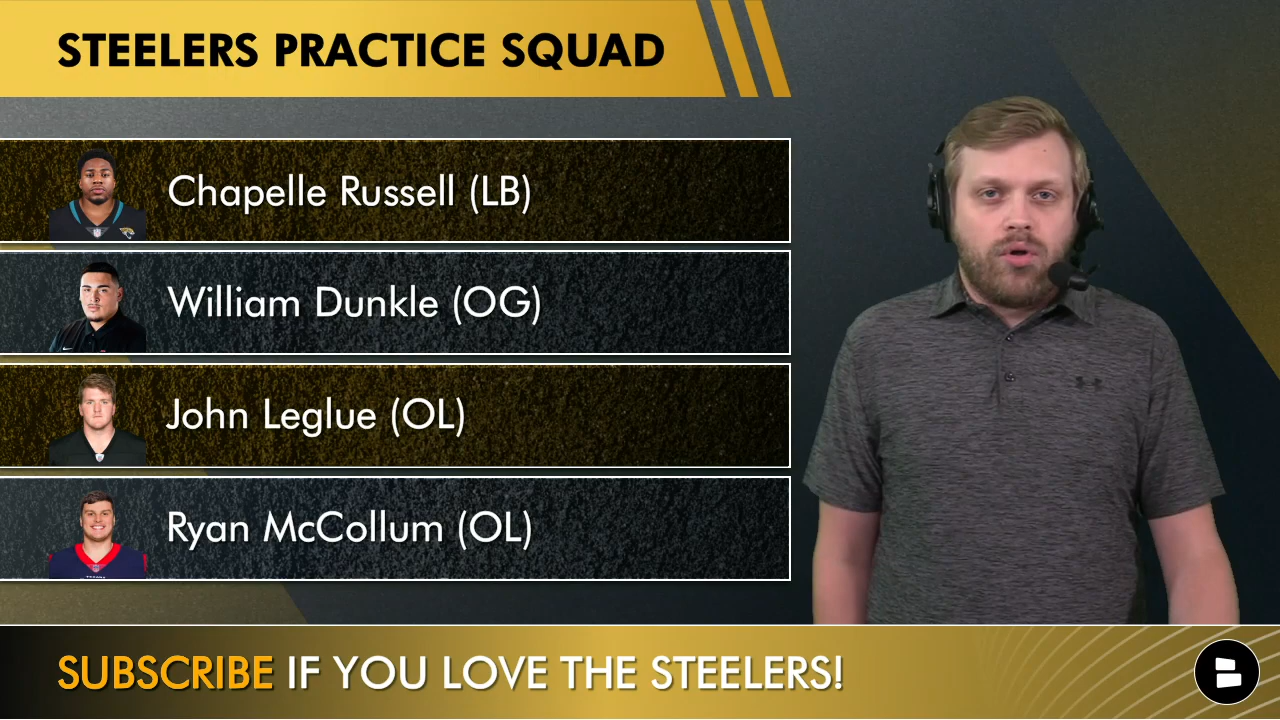 STEELERS PRACTICE SQUAD
Chapelle Russell (LB)
William Dunkle (OG)
John Leglue (OL)
Ryan McCollum (OL)
SUBSCRIBE IF YOU LOVE THE STEELERS!